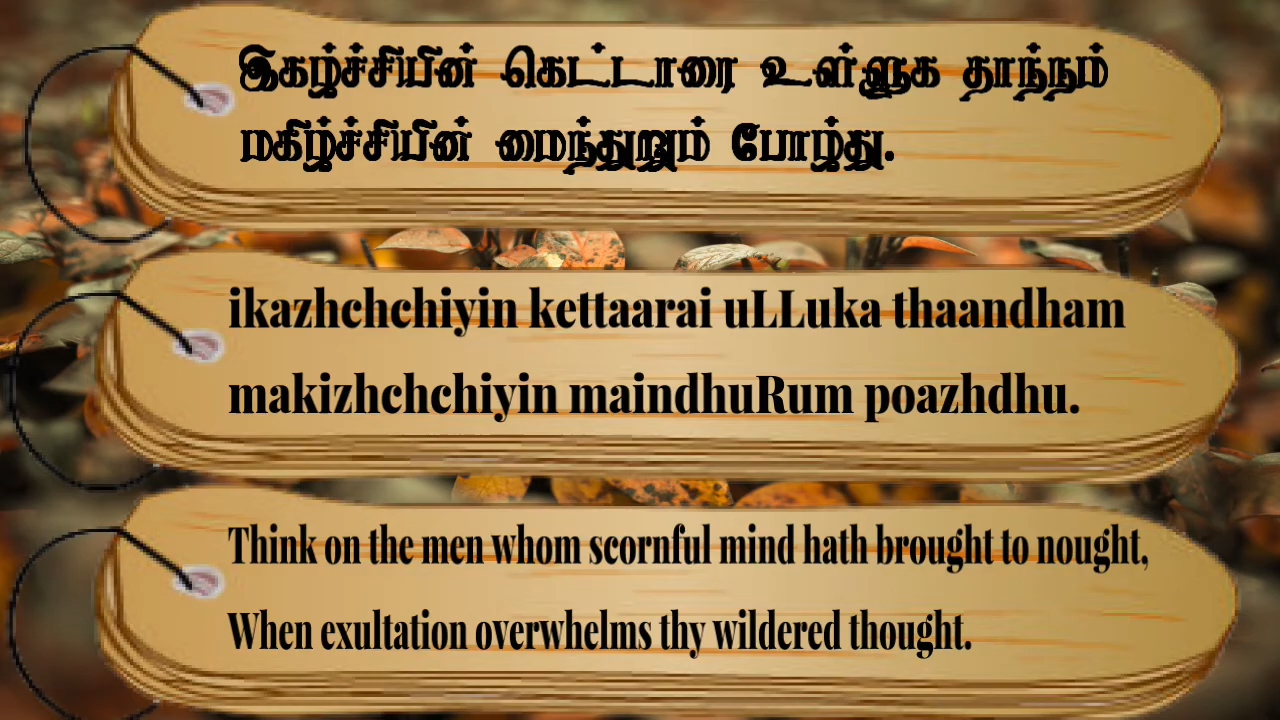 இகழ்ச்சியின் கெட்டாரை உள்ளுக தாந்தம்
மகிழ்ச்சியின் மைந்துறும் போழ்து.
ikazhchchiyin kettaarai uLLuka thaandham
makizhchchiyin maindhuRum poazhdhu.
Think on the men whom scornful mind hath brought to nought,
When exultation overwhelms thy wildered thought.